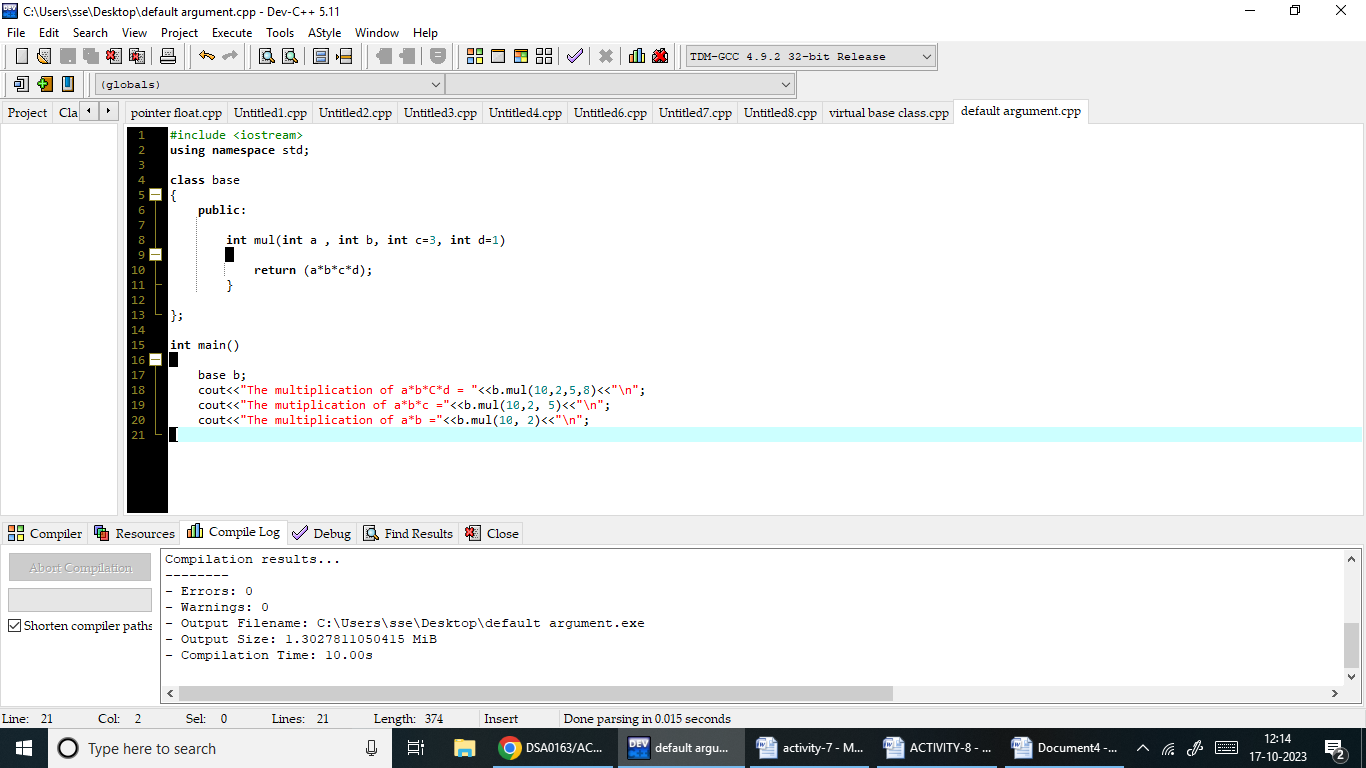 C:\Users\sse\Desktop\default argument.cpp - Dev-C++ 5.11
File Edit Search View Project Execute Tools AStyle Window Help
TDM-GCC 4.9.2 32-bit Release
(globals)
Project Cla pointer float.cpp Untitled1.cpp Untitled2.cpp Untitled3.cpp Untitled4.cpp Untitled6.cpp Untitled7.cpp Untitled8.cpp virtual base class.cpp default argument.cpp
1 #include <iostream>
2 using namespace std;
3
4 class base
5 {
6 public:
7
8 int mul(int a , int b, int c=3, int d=1)
9
10 return (a*b*c*d);
11 }
12
13 };
14
15 int main()
16
17 base b;
18 cout<<"The multiplication of a*b*C*d = "<<b.mul(10,2,5,8)<<"\n";
19 cout<<"The mutiplication of a*b*c ="<<b.mul(10,2, 5)<<"\n";
20 cout<<"The multiplication of a*b ="<<b.mul(10, 2)<<"\n";
21
Compiler Resources Compile Log Debug Find Results Close
Abort Compilation
Shorten compiler paths
Compilation results...
--------
- Errors: 0
- Warnings: 0
- Output Filename: C:\Users\sse\Desktop\default argument.exe
- Output Size: 1.3027811050415 MiB
- Compilation Time: 10.00s
Line: 21 Col: 2 Sel: 0 Lines: 21 Length: 374 Insert Done parsing in 0.015 seconds
Type here to search DSA0163/AC... DEV default argu... activity-7 - M... ACTIVITY-8 - ... Document4 -... 12:14
17-10-2023 2